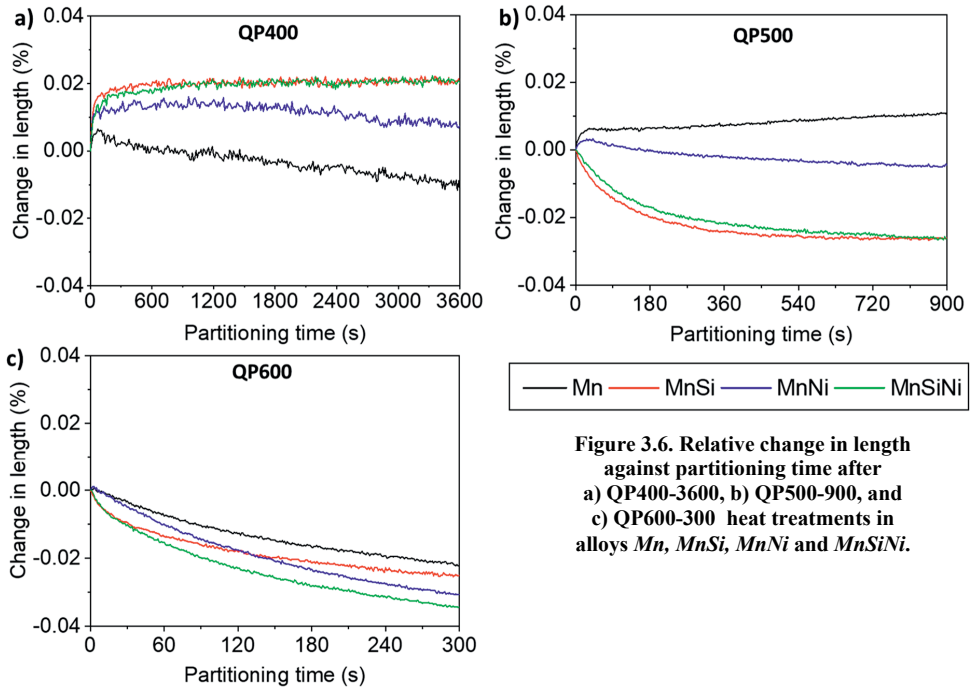 a)
QP400
0.04
0.02
0.00
-0.02
-0.04
Change in length (%)
0 600 1200 1800 2400 3000 3600
Partitioning time (s)
b)
QP500
0.04
0.02
0.00
-0.02
-0.04
Change in length (%)
0 180 360 540 720 900
Partitioning time (s)
c)
QP600
0.04
0.02
0.00
-0.02
-0.04
Change in length (%)
0 60 120 180 240 300
Partitioning time (s)
Mn MnSi MnNi MnSiNi
Figure 3.6. Relative change in length
against partitioning time after
a) QP400-3600, b) QP500-900, and
c) QP600-300 heat treatments in
alloys Mn, MnSi, MnNi and MnSiNi.